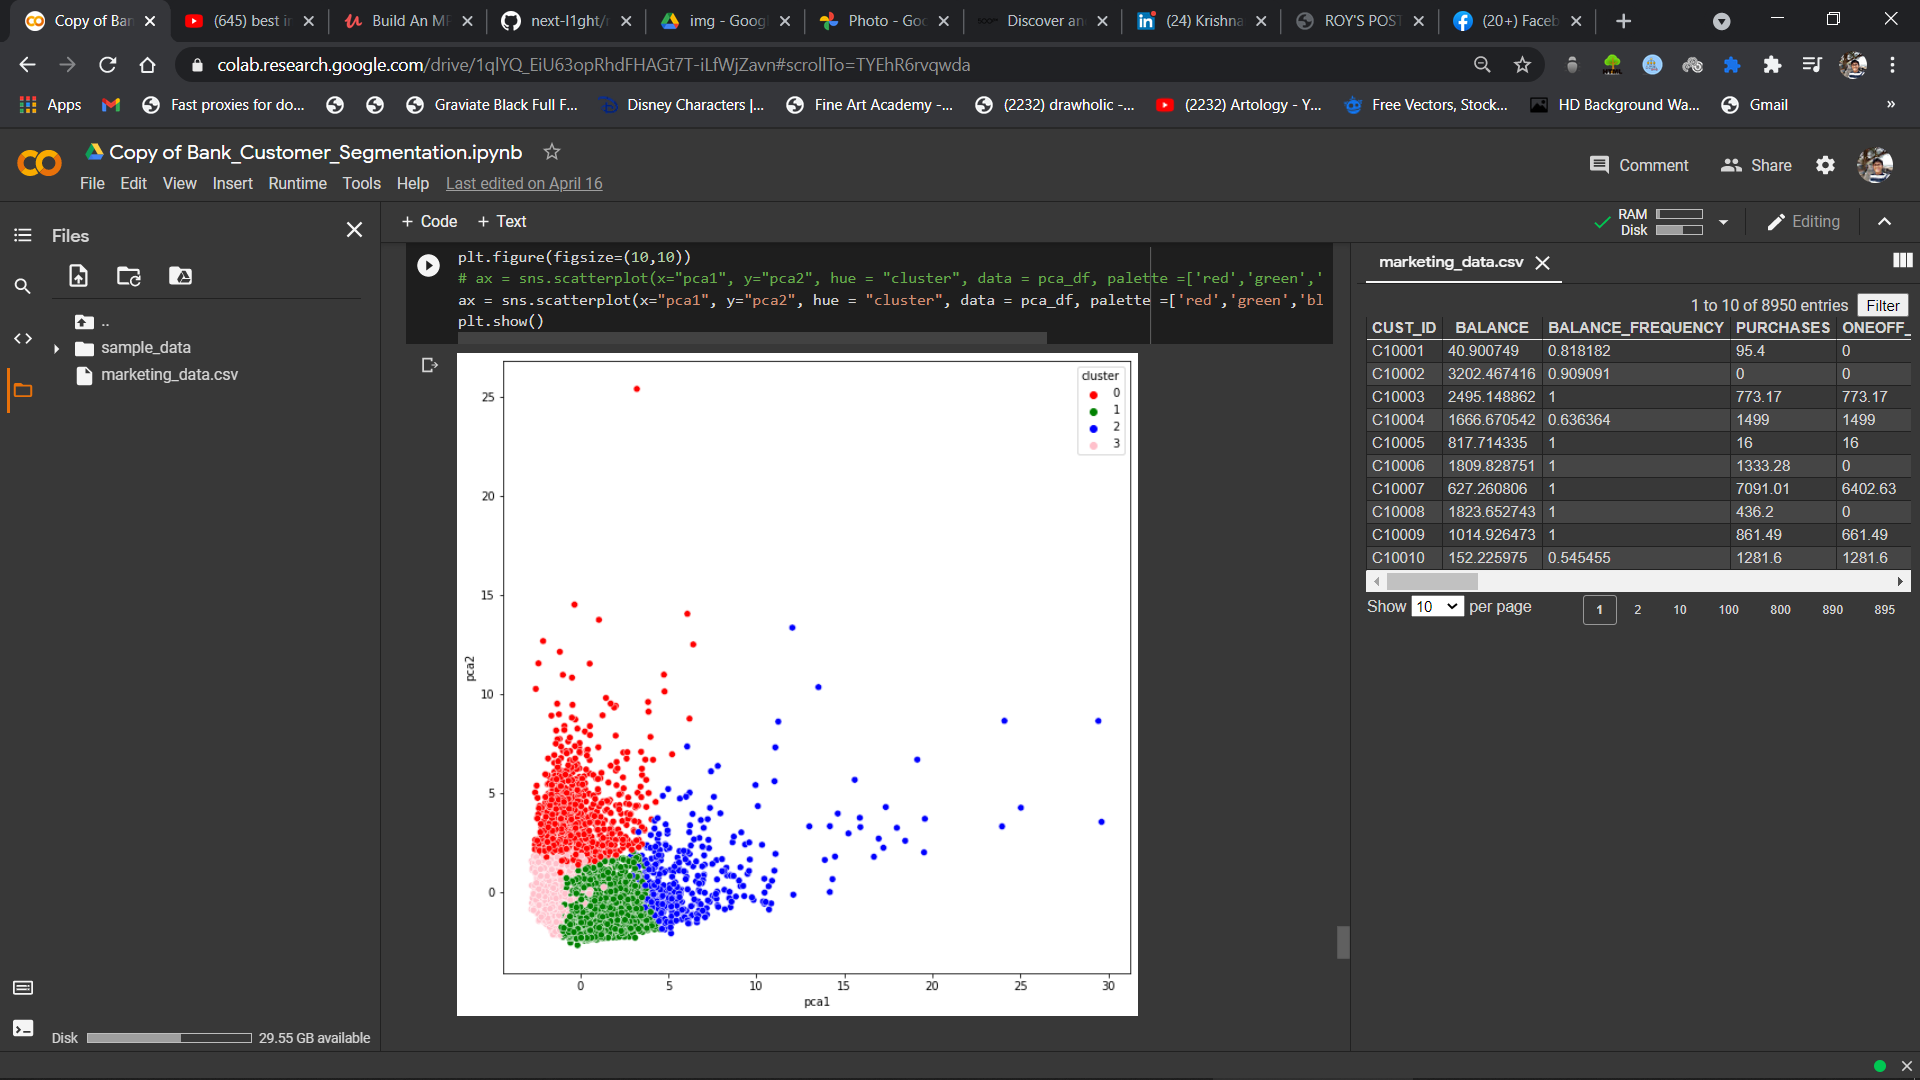 Copy of Ban
(645) best in
Build An MP
next-l1ght/r
img - Googl
Photo - Goo
Discover an
(24) Krishna
ROY'S POST
(20+) Faceb
colab.research.google.com/drive/1qlYQ_EiU63opRhdFHAGt7T-iLfWjZavn#scrollTo=TYEhR6rvqwda
Apps
Fast proxies for do...
Graviate Black Full F...
Disney Characters |...
Fine Art Academy -...
(2232) drawholic -...
(2232) Artology - Y...
Free Vectors, Stock...
HD Background Wa...
Gmail
»
Copy of Bank_Customer_Segmentation.ipynb
File Edit View Insert Runtime Tools Help Last edited on April 16
Comment
Share
Files
+ Code + Text
RAM
Disk
Editing
..
sample_data
marketing_data.csv
Disk
29.55 GB available
plt.figure(figsize=(10,10))
# ax = sns.scatterplot(x="pca1", y="pca2", hue = "cluster", data = pca_df, palette =['red','green','
ax = sns.scatterplot(x="pca1", y="pca2", hue = "cluster", data = pca_df, palette =['red','green','bl
plt.show()
cluster
0
1
2
3
25
20
15
10
5
0
pca2
0 5 10 15 20 25 30
pca1
marketing_data.csv
1 to 10 of 8950 entries Filter
CUST_ID BALANCE BALANCE_FREQUENCY PURCHASES ONEOFF_
C10001 40.900749 0.818182 95.4 0
C10002 3202.467416 0.909091 0 0
C10003 2495.148862 1 773.17 773.17
C10004 1666.670542 0.636364 1499 1499
C10005 817.714335 1 16 16
C10006 1809.828751 1 1333.28 0
C10007 627.260806 1 7091.01 6402.63
C10008 1823.652743 1 436.2 0
C10009 1014.926473 1 861.49 661.49
C10010 152.225975 0.545455 1281.6 1281.6
Show 10 per page
1 2 10 100 800 890 895